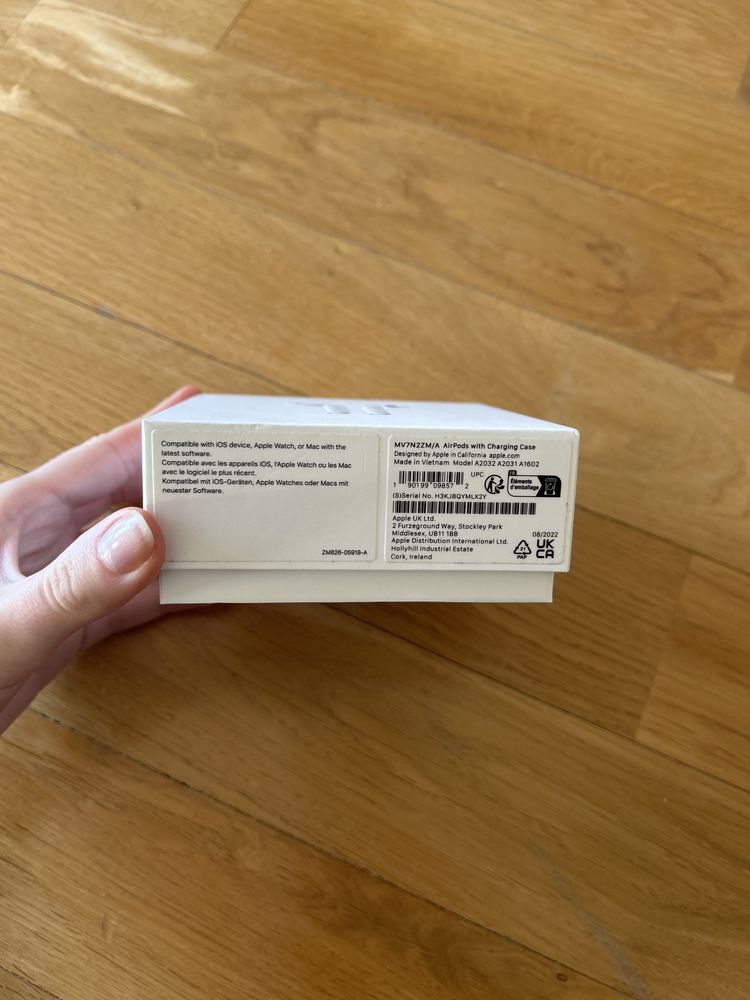 Compatible with iOS device, Apple Watch, or Mac with the
latest software.
Compatible avec les appareils iOS, l'Apple Watch ou les Mac
avec le logiciel le plus récent.
Kompatibel mit iOS-Geräten, Apple Watches oder Macs mit
neuester Software.
ZM826-05918-A
MV7N2ZM/A AirPods with Charging Case
Designed by Apple in California apple.com
Made in Vietnam Model A2032 A2031 A1602
UPC
1 90199 09857 2
Éléments
d'emballage
(S)Serial No. H3KJ8QYMLX2Y
Apple UK Ltd.
2 Furzeground Way, Stockley Park
Middlesex, UB11 1BB
Apple Distribution International Ltd.
Hollyhill Industrial Estate
Cork, Ireland
08/2022
21
PAP
UK
CA